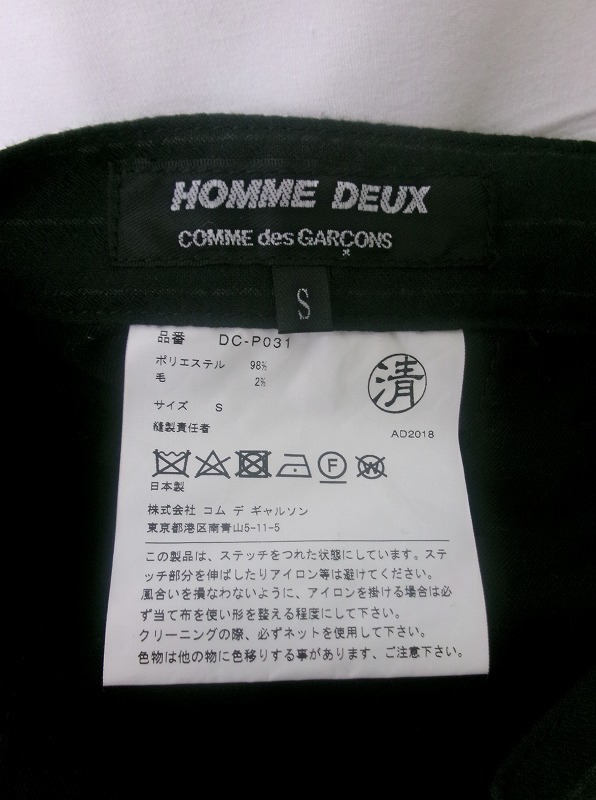 HOMME DEUX
COMME des GARÇONS
S
品番 DC-P031
ポリエステル 98%
毛 2%
清
サイズ S
縫製責任者
AD2018
F
W
日本製
株式会社 コム デ ギャルソン
東京都港区南青山5-11-5
この製品は、ステッチをつれた状態にしています。ステ
ッチ部分を伸ばしたりアイロン等は避けてください。
風合いを損なわないように、アイロンを掛ける場合は必
ず当て布を使い形を整える程度にして下さい。
クリーニングの際、必ずネットを使用して下さい。
色物は他の物に色移りする事があります、ご注意下さい。